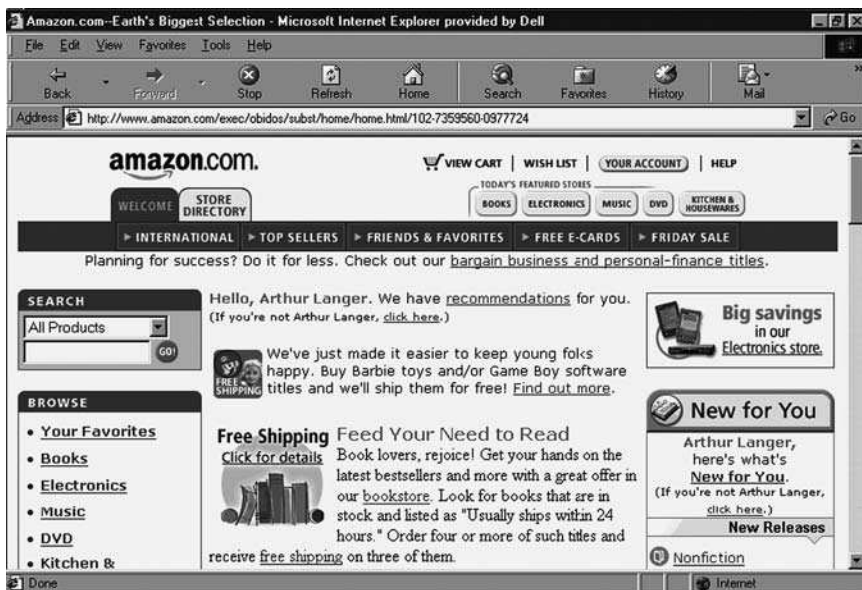 Amazon.com--Earth's Biggest Selection - Microsoft Internet Explorer provided by Dell
File Edit View Favorites Tools Help
Back Forward Stop Refresh Home Search Favorites History Mail
Address http://www.amazon.com/exec/obidos/subst/home/home.html/102-7359560-0977724 Go
amazon.com.
VIEW CART | WISH LIST | YOUR ACCOUNT | HELP
WELCOME
STORE
DIRECTORY
TODAY'S FEATURED STORES
BOOKS ELECTRONICS MUSIC DVD KITCHEN &
HOUSEWARES
INTERNATIONAL TOP SELLERS FRIENDS & FAVORITES FREE E-CARDS FRIDAY SALE
Planning for success? Do it for less. Check out our bargain business and personal-finance titles.
SEARCH
All Products
GO!
BROWSE
• Your Favorites
• Books
• Electronics
• Music
• DVD
• Kitchen &
Hello, Arthur Langer. We have recommendations for you.
(If you're not Arthur Langer, click here.)
FREE
SHIPPING
We've just made it easier to keep young folks
happy. Buy Barbie toys and/or Game Boy software
titles and we'll ship them for free! Find out more.
Free Shipping
Click for details
Feed Your Need to Read
Book lovers, rejoice! Get your hands on the
latest bestsellers and more with a great offer in
our bookstore. Look for books that are in
stock and listed as "Usually ships within 24
hours." Order four or more of such titles and
receive free shipping on three of them.
Big savings
in our
Electronics store.
New for You
Arthur Langer,
here's what's
New for You.
(If you're not Arthur Langer,
click here.)
New Releases
Nonfiction
Done
Internet